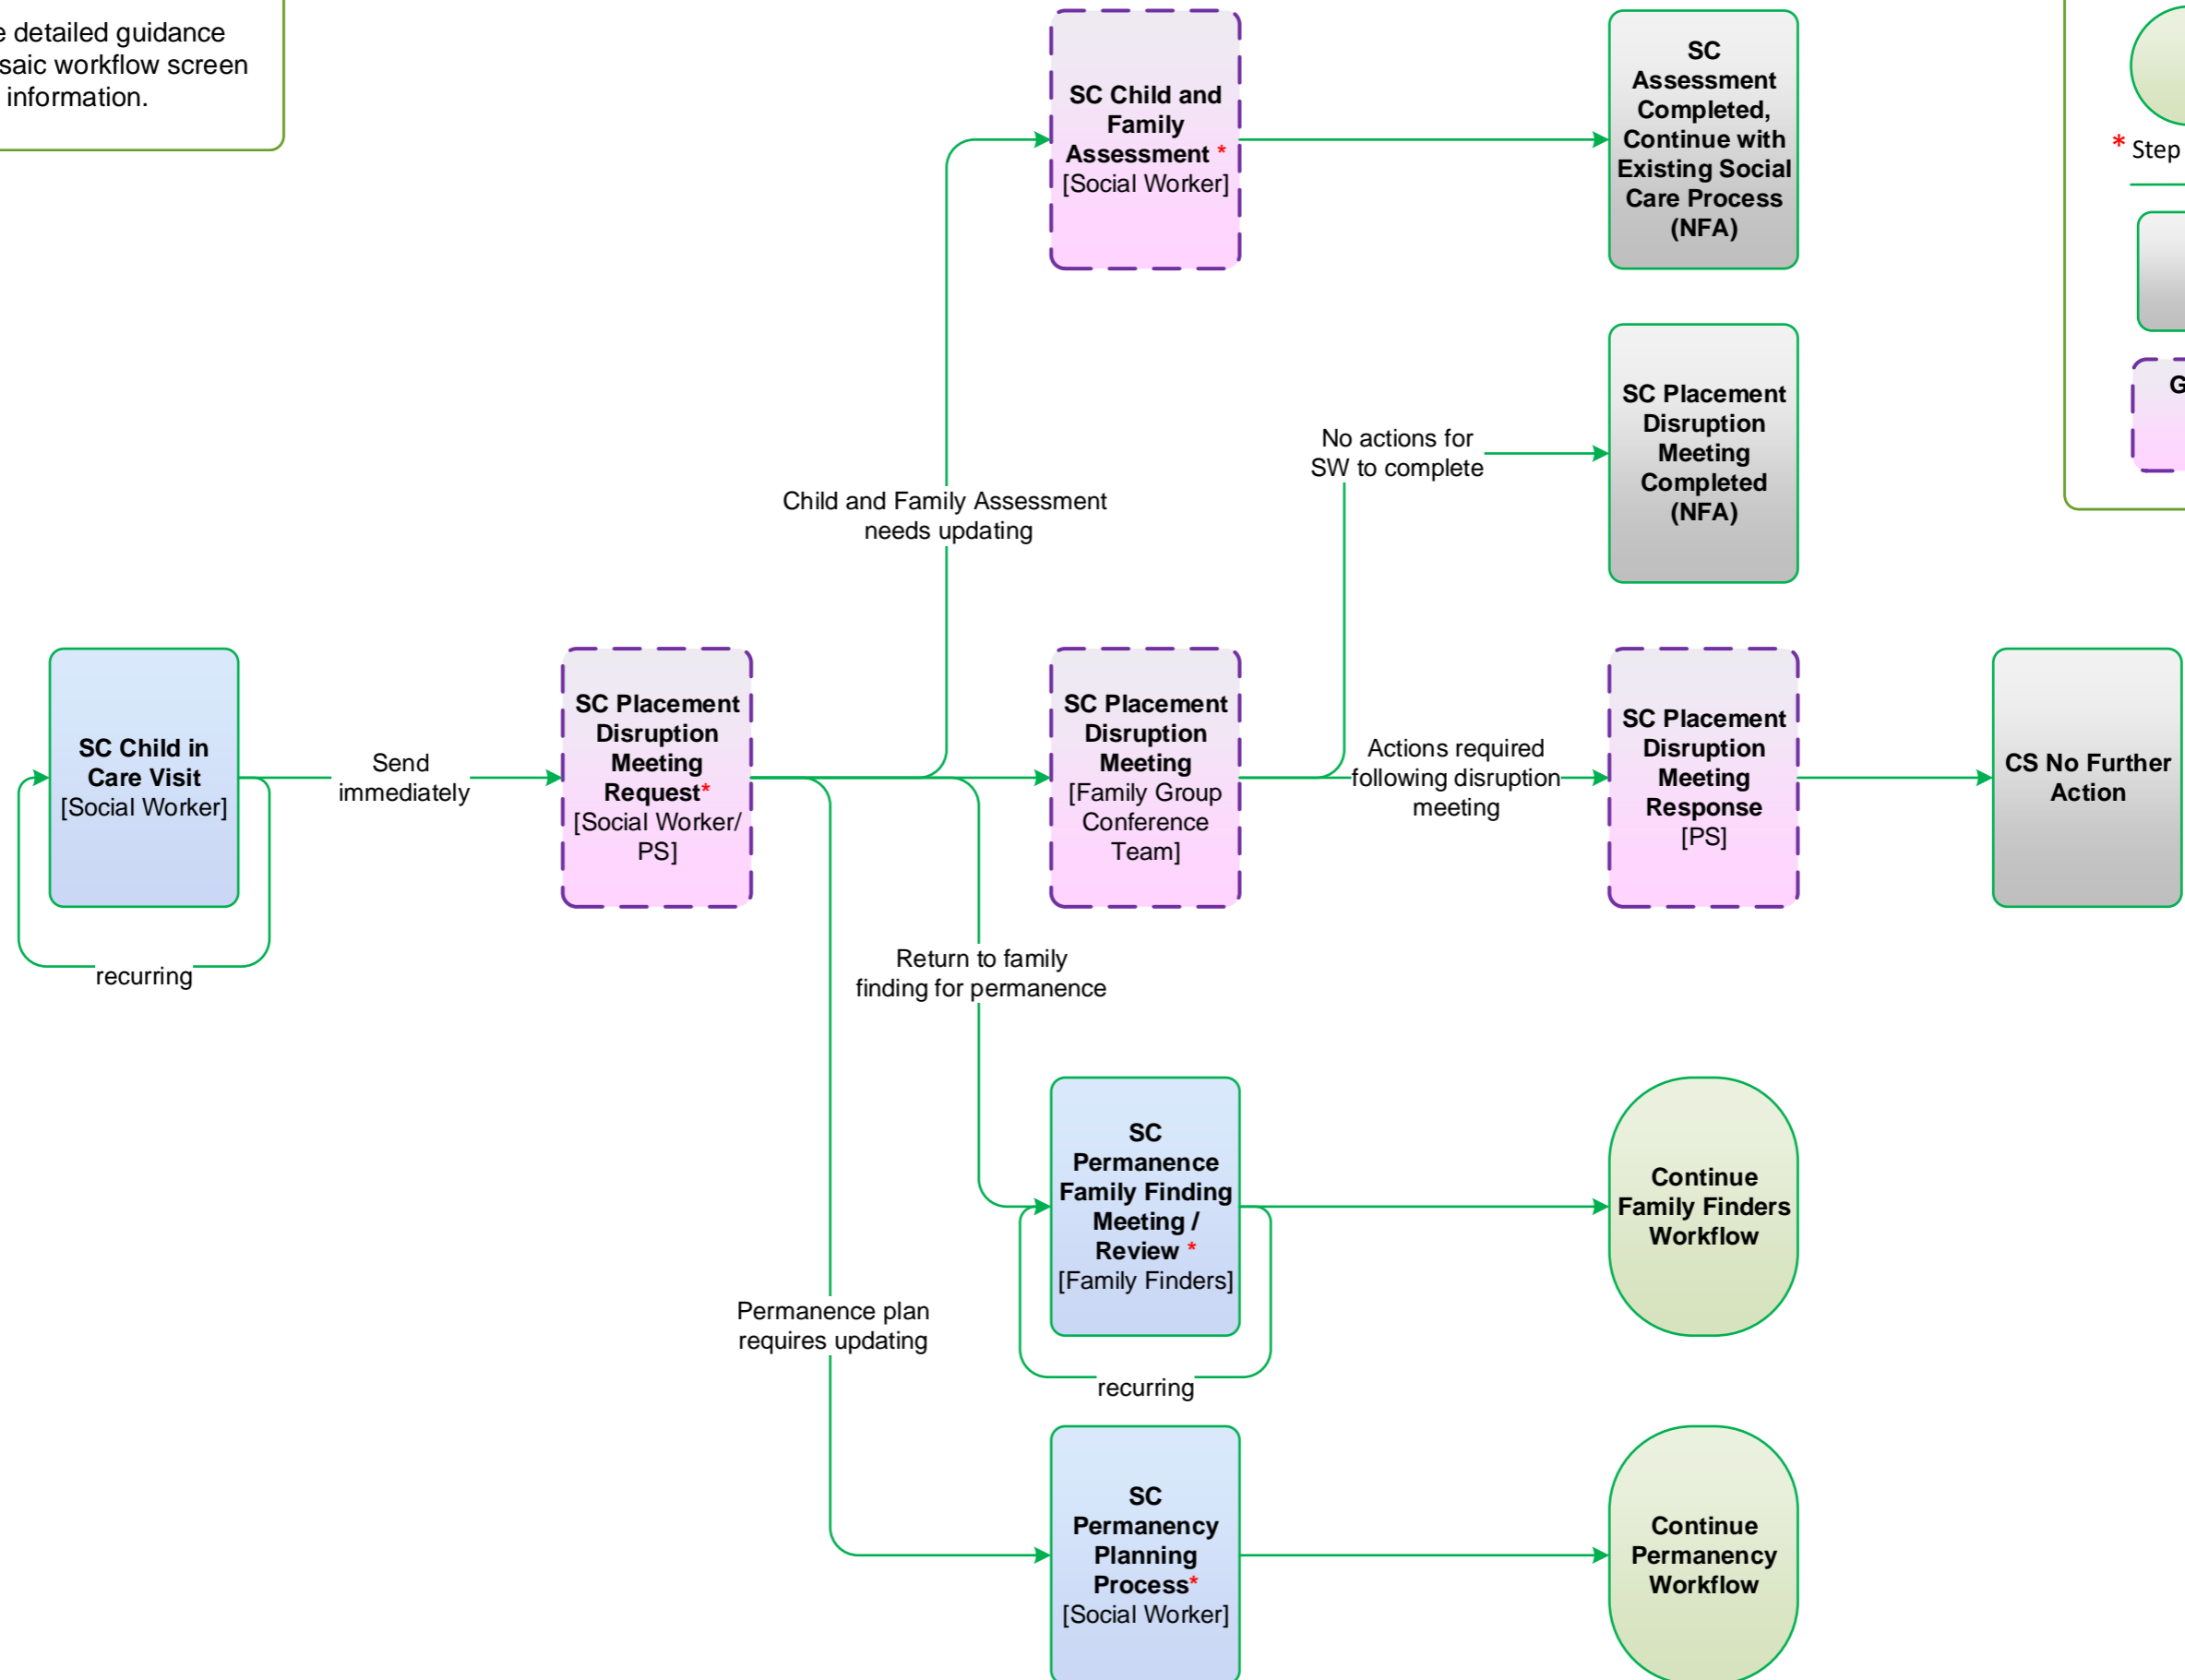 e detailed guidance
saic workflow screen
information.
SC Child and
Family
Assessment *
[Social Worker]
SC
Assessment
Completed,
Continue with
Existing Social
Care Process
(NFA)
* Step
G
No actions for
SW to complete
SC Placement
Disruption
Meeting
Completed
(NFA)
Child and Family Assessment
needs updating
SC Child in
Care Visit
[Social Worker]
recurring
Send
immediately
SC Placement
Disruption
Meeting
Request*
[Social Worker/
PS]
SC Placement
Disruption
Meeting
[Family Group
Conference
Team]
Actions required
following disruption
meeting
SC Placement
Disruption
Meeting
Response
[PS]
CS No Further
Action
Return to family
finding for permanence
SC
Permanence
Family Finding
Meeting /
Review *
[Family Finders]
recurring
Continue
Family Finders
Workflow
Permanence plan
requires updating
SC
Permanency
Planning
Process*
[Social Worker]
Continue
Permanency
Workflow